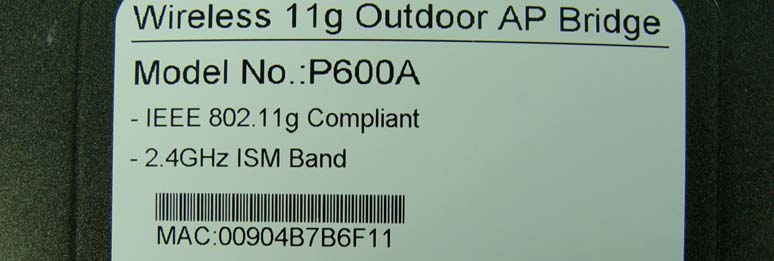 Wireless 11g Outdoor AP Bridge
Model No.:P600A
- IEEE 802.11g Compliant
- 2.4GHz ISM Band
MAC:00904B7B6F11